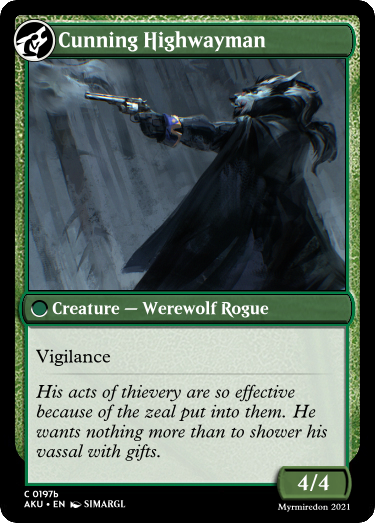 Cunning Highwayman
Creature — Werewolf Rogue
Vigilance
His acts of thievery are so effective
because of the zeal put into them. He
wants nothing more than to shower his
vassal with gifts.
4/4
C 0197b
AKU • EN SIMARGL
Myrmiredon 2021